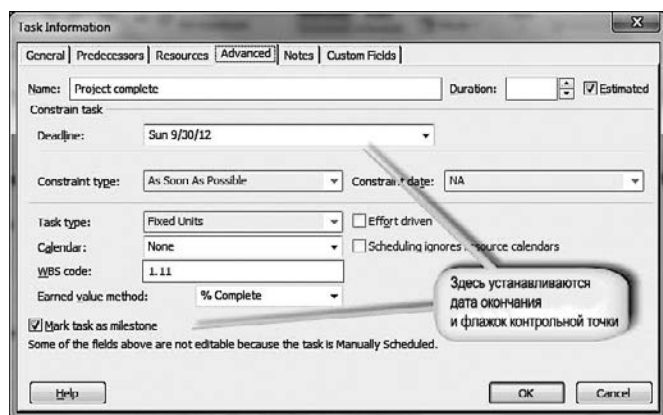 Task Information
General Predecessors Resources Advanced Notes Custom Fields
Name: Project complete Duration: Estimated
Constrain task
Deadline: Sun 9/30/12
Constraint type: As Soon As Possible Constraint date: NA
Task type: Fixed Units Effort driven
Calendar: None Scheduling ignores resource calendars
WBS code: 1.11
Earned value method: % Complete
Mark task as milestone
Some of the fields above are not editable because the task is Manually Scheduled.
Здесь устанавливаются
дата окончания
и флажок контрольной точки
Help OK Cancel